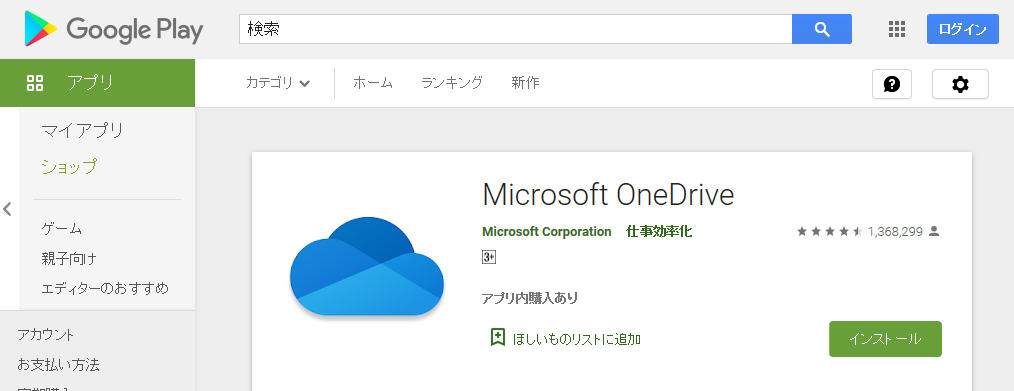 Google Play
検索
ログイン
アプリ
カテゴリ
ホーム
ランキング
新作
マイアプリ
ショップ
ゲーム
親子向け
エディターのおすすめ
アカウント
お支払い方法
Microsoft OneDrive
Microsoft Corporation 仕事効率化
1,368,299
3+
アプリ内購入あり
ほしいものリストに追加
インストール